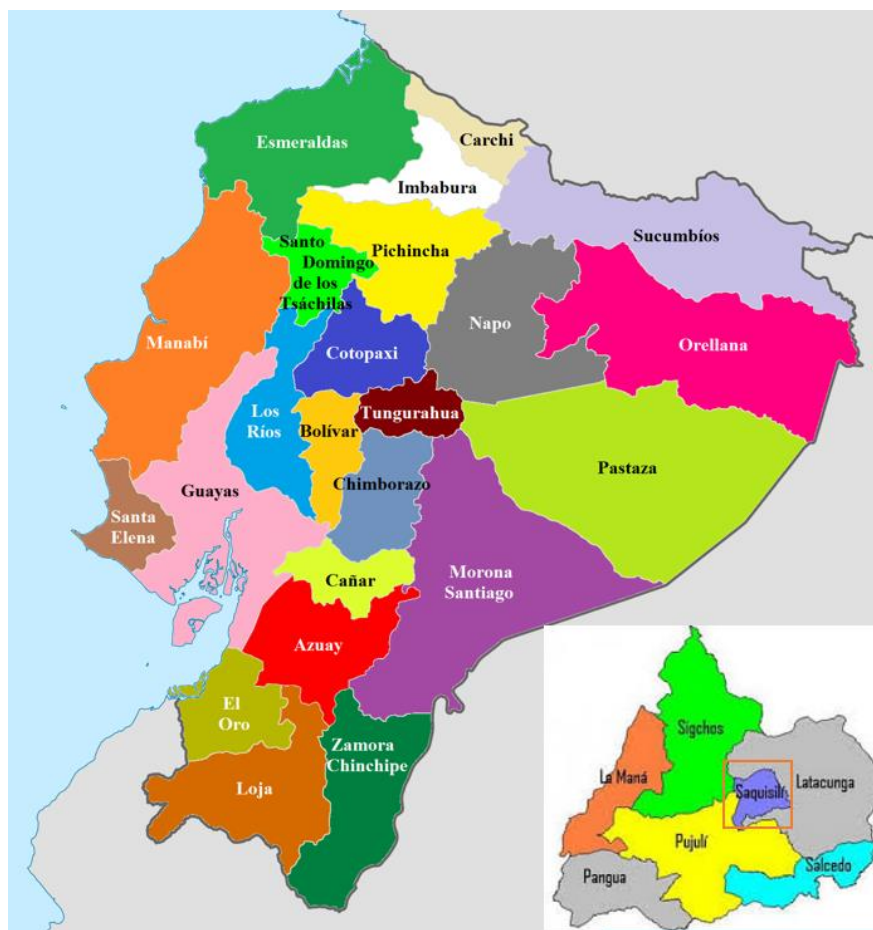 Esmeraldas
Carchi
Imbabura
Sucumbíos
Santo
Domingo
de los
Tsáchilas
Pichincha
Napo
Orellana
Manabí
Cotopaxi
Los
Ríos
Bolívar
Tungurahua
Pastaza
Chimborazo
Guayas
Santa
Elena
Cañar
Morona
Santiago
Azuay
El
Oro
Zamora
Chinchipe
Loja
Sigchos
La Maná
Saquisilí
Latacunga
Pujulí
Salcedo
Pangua